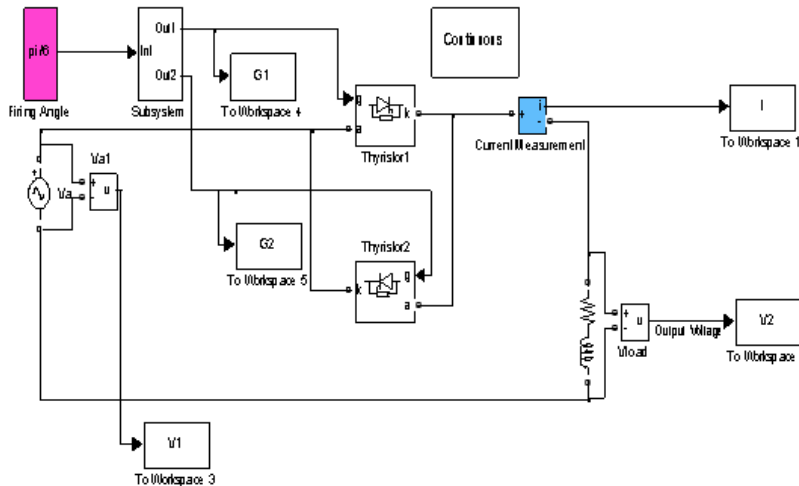 pi/6
Firing Angle
In1
Out1
Out2
Subsystem
G1
To Workspace 4
Continuous
g
a
k
Thyristor1
+
i
-
Current Measurement
I
To Workspace 1
+
Va
Va1
+
-
u
G2
To Workspace 5
Thyristor2
k
g
a
+
-
u
Vload
Output Voltage
V2
To Workspace
V1
To Workspace 3